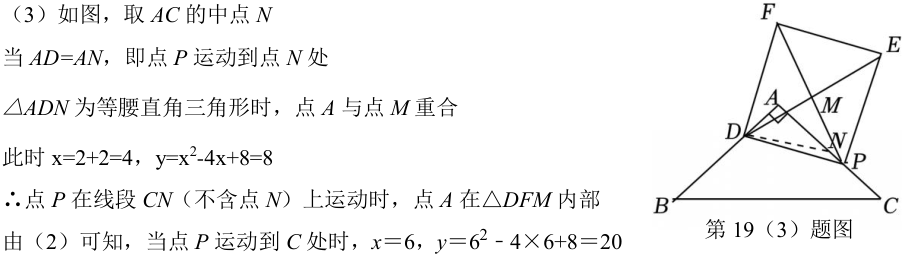 （3）如图，取 AC 的中点 N
当 AD=AN，即点 P 运动到点 N 处
△ADN 为等腰直角三角形时，点 A 与点 M 重合
此时 x=2+2=4，y=x²-4x+8=8
∴点 P 在线段 CN（不含点 N）上运动时，点 A 在△DFM 内部
由（2）可知，当点 P 运动到 C 处时，x＝6，y＝6²﹣4×6+8＝20
F
E
A
M
D
N
P
B
C
第 19（3）题图